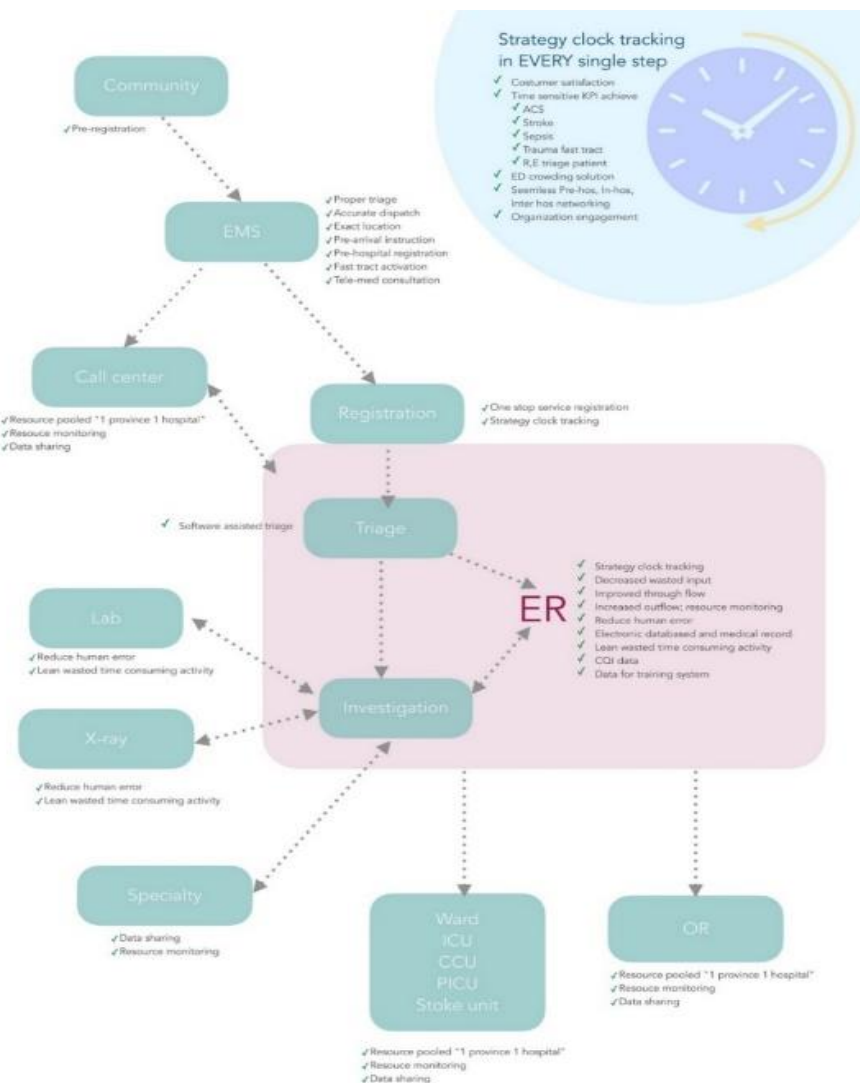 Strategy clock tracking
in EVERY single step
✓ Costumer satisfaction
✓ Time sensitive KPI achieve
✓ ACS
✓ Stroke
✓ Sepsis
✓ Trauma fast tract
✓ R,E triage patient
✓ ED crowding solution
✓ Seemless Pre-hos, In-hos,
Inter hos networking
✓ Organization engagement
Community
✓Pre-registration
EMS
✓Proper triage
✓Accurate dispatch
✓Exact location
✓Pre-arrival instruction
✓Pre-hospital registration
✓Fast tract activation
✓Tele-med consultation
Call center
✓Resource pooled "1 province 1 hospital"
✓Resouce monitoring
✓Data sharing
Registration
✓One stop service registration
✓Strategy clock tracking
Triage
✓ Software assisted triage
ER
✓ Strategy clock tracking
✓ Decreased wasted input
✓ Improved through flow
✓ Increased outflow; resource monitoring
✓ Reduce human error
✓ Electronic databased and medical record
✓ Lean wasted time consuming activity
✓ CQI data
✓ Data for training system
Lab
✓Reduce human error
✓Lean wasted time consuming activity
Investigation
X-ray
✓Reduce human error
✓Lean wasted time consuming activity
Specialty
✓Data sharing
✓Resource monitoring
Ward
ICU
CCU
PICU
Stoke unit
✓Resource pooled "1 province 1 hospital"
✓Resouce monitoring
✓Data sharing
OR
✓Resource pooled "1 province 1 hospital"
✓Resouce monitoring
✓Data sharing